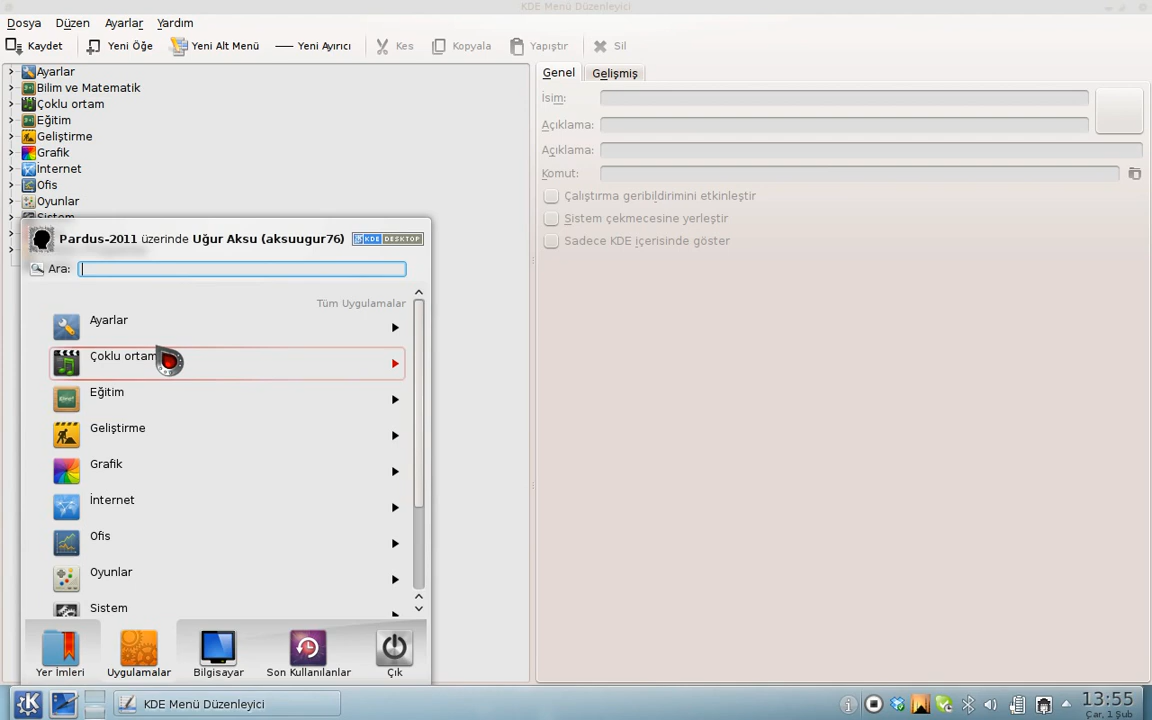 KDE Menü Düzenleyici
Dosya Düzen Ayarlar Yardım
Kaydet Yeni Öğe Yeni Alt Menü Yeni Ayırıcı Kes Kopyala Yapıştır Sil
Ayarlar
Bilim ve Matematik
Çoklu ortam
Eğitim
Geliştirme
Grafik
İnternet
Ofis
Oyunlar
Sistem
Genel Gelişmiş
İsim:
Açıklama:
Açıklama:
Komut:
Çalıştırma geribildirimini etkinleştir
Sistem çekmecesine yerleştir
Sadece KDE içerisinde göster
Pardus-2011 üzerinde Uğur Aksu (aksuugur76) KDE DESKTOP
Ara:
Tüm Uygulamalar
Ayarlar
Çoklu ortam
Eğitim
Geliştirme
Grafik
İnternet
Ofis
Oyunlar
Sistem
Yer İmleri Uygulamalar Bilgisayar Son Kullanılanlar Çık
KDE Menü Düzenleyici
13:55
Çar, 1 Şub